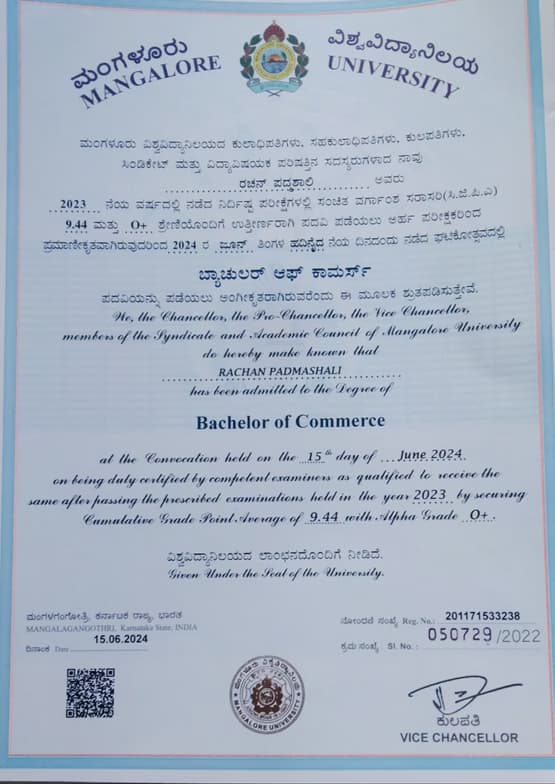 ಮಂಗಳೂರು ವಿಶ್ವವಿದ್ಯಾನಿಲಯ
MANGALORE UNIVERSITY
ಮಂಗಳೂರು ವಿಶ್ವವಿದ್ಯಾನಿಲಯದ ಕುಲಾಧಿಪತಿಗಳು, ಸಹಕುಲಾಧಿಪತಿಗಳು, ಕುಲಪತಿಗಳು,
ಸಿಂಡಿಕೇಟ್ ಮತ್ತು ವಿದ್ಯಾವಿಷಯಕ ಪರಿಷತ್ತಿನ ಸದಸ್ಯರುಗಳಾದ ನಾವು
ರಚನ್ ಪದ್ಮಶಾಲಿ ಅವರು
2023 ನೆಯ ವರ್ಷದಲ್ಲಿ ನಡೆದ ನಿರ್ದಿಷ್ಟ ಪರೀಕ್ಷೆಗಳಲ್ಲಿ ಸಂಚಿತ ವರ್ಗಾಂಶ ಸರಾಸರಿ(ಸಿ.ಜಿ.ಪಿ.ಎ)
9.44 ಮತ್ತು O+ ಶ್ರೇಣಿಯೊಂದಿಗೆ ಉತ್ತೀರ್ಣರಾಗಿ ಪದವಿ ಪಡೆಯಲು ಅರ್ಹ ಪರೀಕ್ಷಕರಿಂದ
ಪ್ರಮಾಣೀಕೃತವಾಗಿರುವುದರಿಂದ 2024 ರ ಜೂನ್ ತಿಂಗಳ ಹದಿನೈದ ನೆಯ ದಿನದಂದು ನಡೆದ ಘಟಿಕೋತ್ಸವದಲ್ಲಿ
ಬ್ಯಾಚುಲರ್ ಆಫ್ ಕಾಮರ್ಸ್
ಪದವಿಯನ್ನು ಪಡೆಯಲು ಅಂಗೀಕೃತರಾಗಿರುವರೆಂದು ಈ ಮೂಲಕ ಶ್ರುತಪಡಿಸುತ್ತೇವೆ.
We, the Chancellor, the Pro-Chancellor, the Vice Chancellor,
members of the Syndicate and Academic Council of Mangalore University
do hereby make known that
RACHAN PADMASHALI
has been admitted to the Degree of
Bachelor of Commerce
at the Convocation held on the 15th day of June 2024
on being duly certified by competent examiners as qualified to receive the
same after passing the prescribed examinations held in the year 2023 by securing
Cumulative Grade Point Average of 9.44 with Alpha Grade O+.
ವಿಶ್ವವಿದ್ಯಾನಿಲಯದ ಲಾಂಛನದೊಂದಿಗೆ ನೀಡಿದೆ.
Given Under the Seal of the University.
ಮಂಗಳಗಂಗೋತ್ರಿ, ಕರ್ನಾಟಕ ರಾಜ್ಯ, ಭಾರತ
MANGALAGANGOTHRI, Karnataka State, INDIA
ದಿನಾಂಕ Date 15.06.2024
ನೋಂದಣಿ ಸಂಖ್ಯೆ Reg. No.: 201171533238
ಕ್ರಮ ಸಂಖ್ಯೆ Sl. No.: 050729/2022
MANGALORE UNIVERSITY
ಕುಲಪತಿ
VICE CHANCELLOR